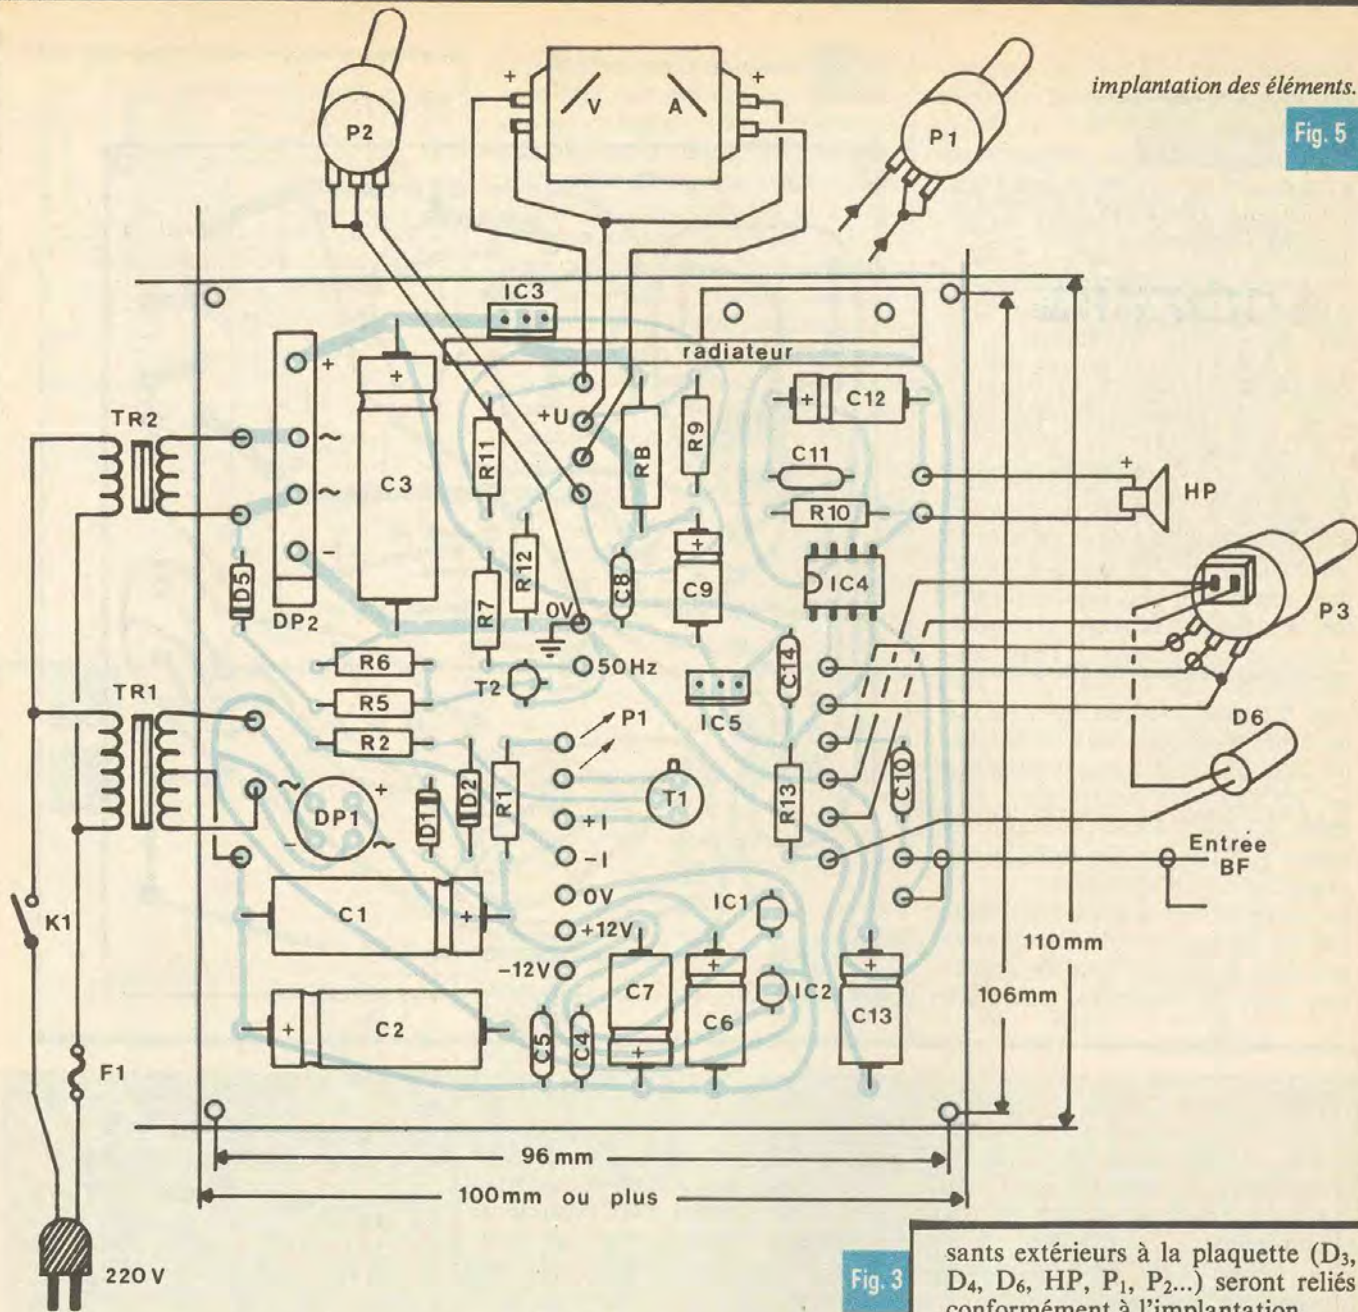 implantation des éléments.
Fig. 5
P2
+
V
A
+
P1
IC3
radiateur
+
+
C12
TR2
~
+U
R11
RB
R9
C11
C3
~
R10
+
HP
-
R12
C8
+
C9
IC4
D5
DP2
R7
0V
P3
R6
50Hz
C14
T2
TR1
R5
IC5
R2
P1
D6
~
+
DP1
D1
D2
R1
T1
R13
C10
+I
-
~
-I
Entrée
BF
C1
+
0V
IC1
K1
+12V
-12V
110mm
C7
+
C6
IC2
+
C13
106mm
+
C2
C5
C4
+
F1
96mm
100mm ou plus
220V
Fig. 3
sants extérieurs à la plaquette (D3,
D4, D6, HP, P1, P2...) seront reliés
conformément à l'implantation